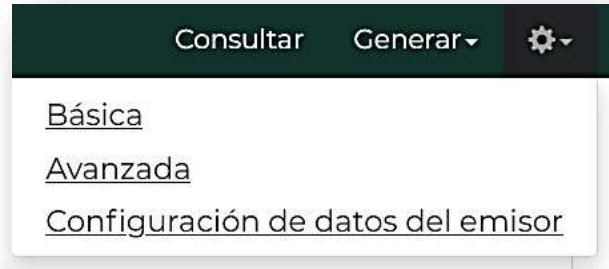 Consultar Generar
Básica
Avanzada
Configuración de datos del emisor